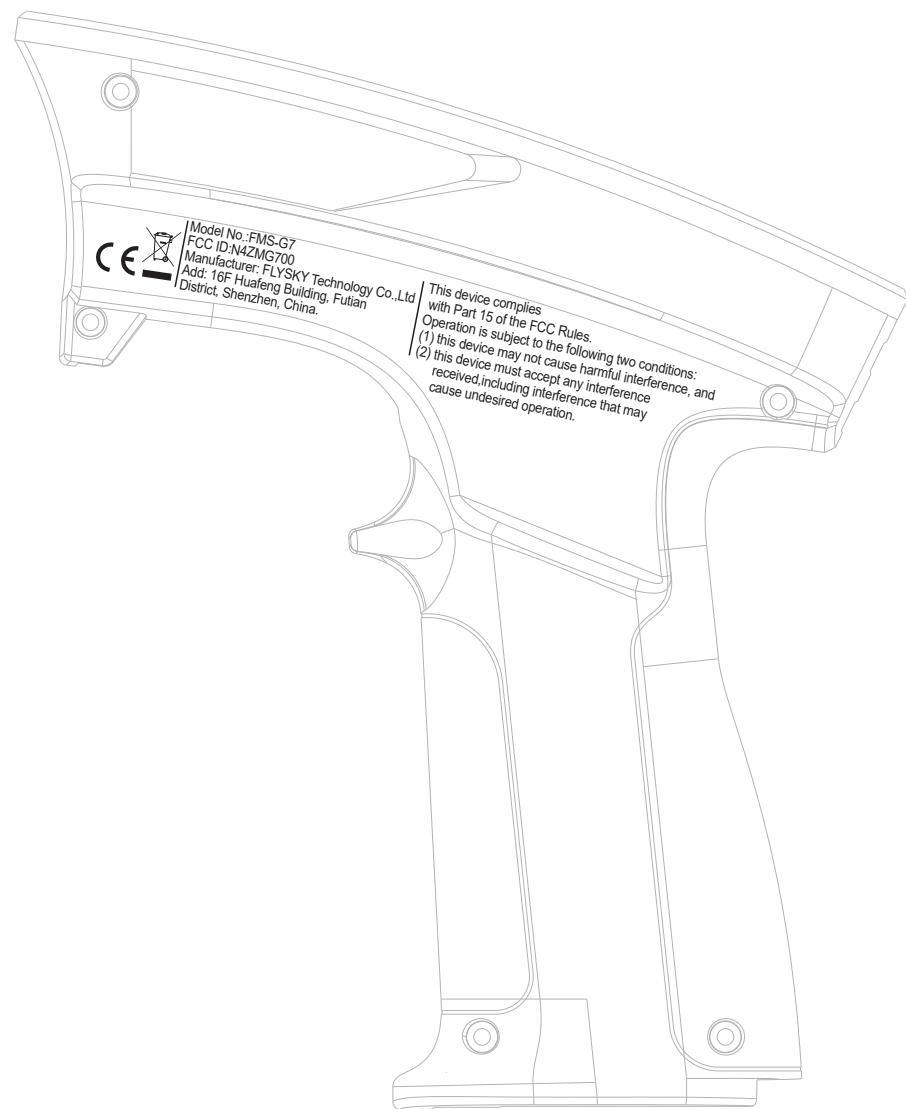 CE
Model No.:FMS-G7
FCC ID:N4ZMG700
Manufacturer: FLYSKY Technology Co.,Ltd
Add: 16F Huafeng Building, Futian
District, Shenzhen, China.
This device complies
with Part 15 of the FCC Rules.
Operation is subject to the following two conditions:
(1) this device may not cause harmful interference, and
(2) this device must accept any interference
received,including interference that may
cause undesired operation.